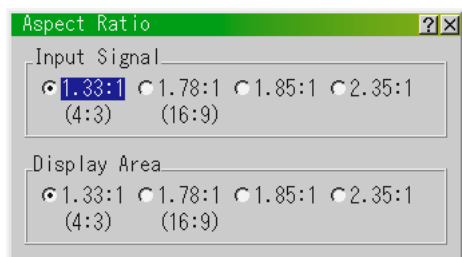 Aspect Ratio
Input Signal
1.33:1 1.78:1 1.85:1 2.35:1
(4:3) (16:9)
Display Area
1.33:1 1.78:1 1.85:1 2.35:1
(4:3) (16:9)